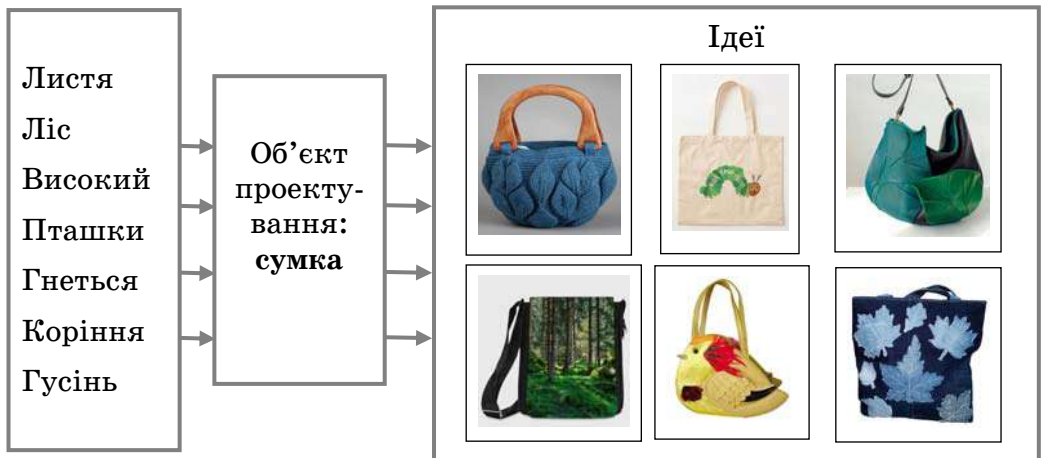 Листя
Ліс
Високий
Пташки
Гнеться
Коріння
Гусінь
Об’єкт
проекту-
вання:
сумка
Ідеї